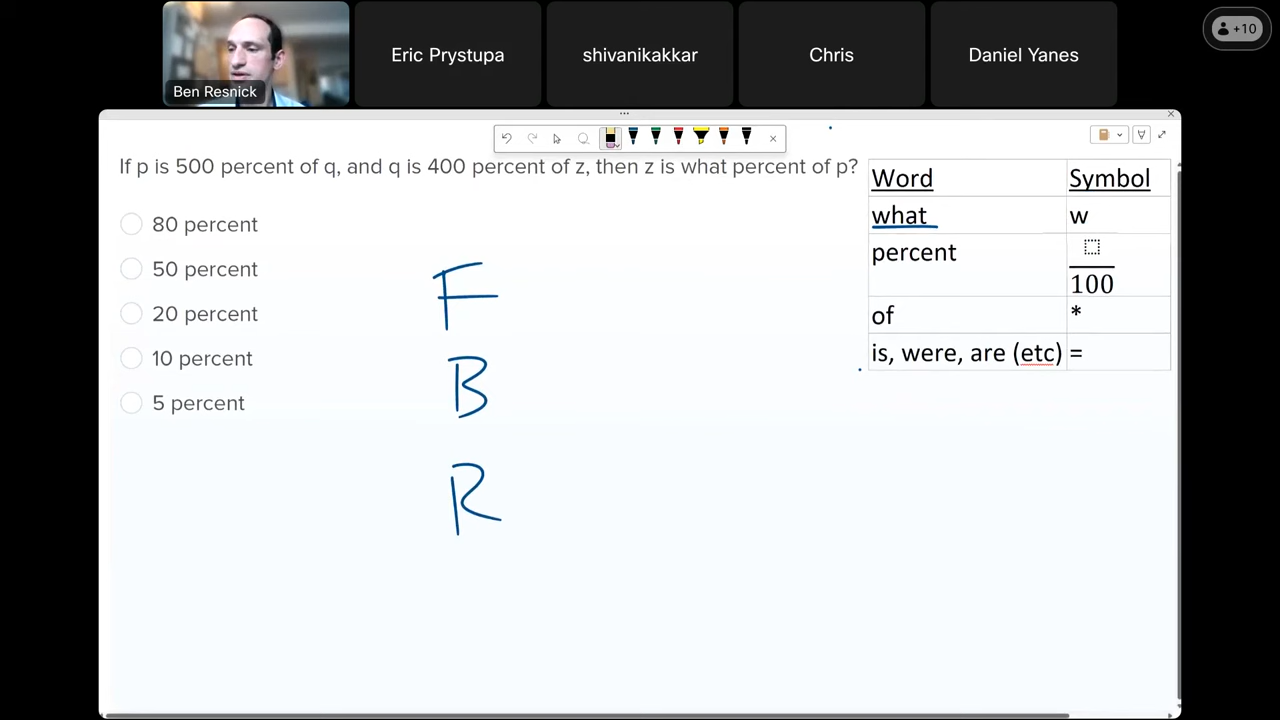 +10
Eric Prystupa
shivanikakkar
Chris
Daniel Yanes
Ben Resnick
If p is 500 percent of q, and q is 400 percent of z, then z is what percent of p?
80 percent
50 percent
20 percent
10 percent
5 percent
F
B
R
Word Symbol
what w
percent
100
of *
is, were, are (etc) =